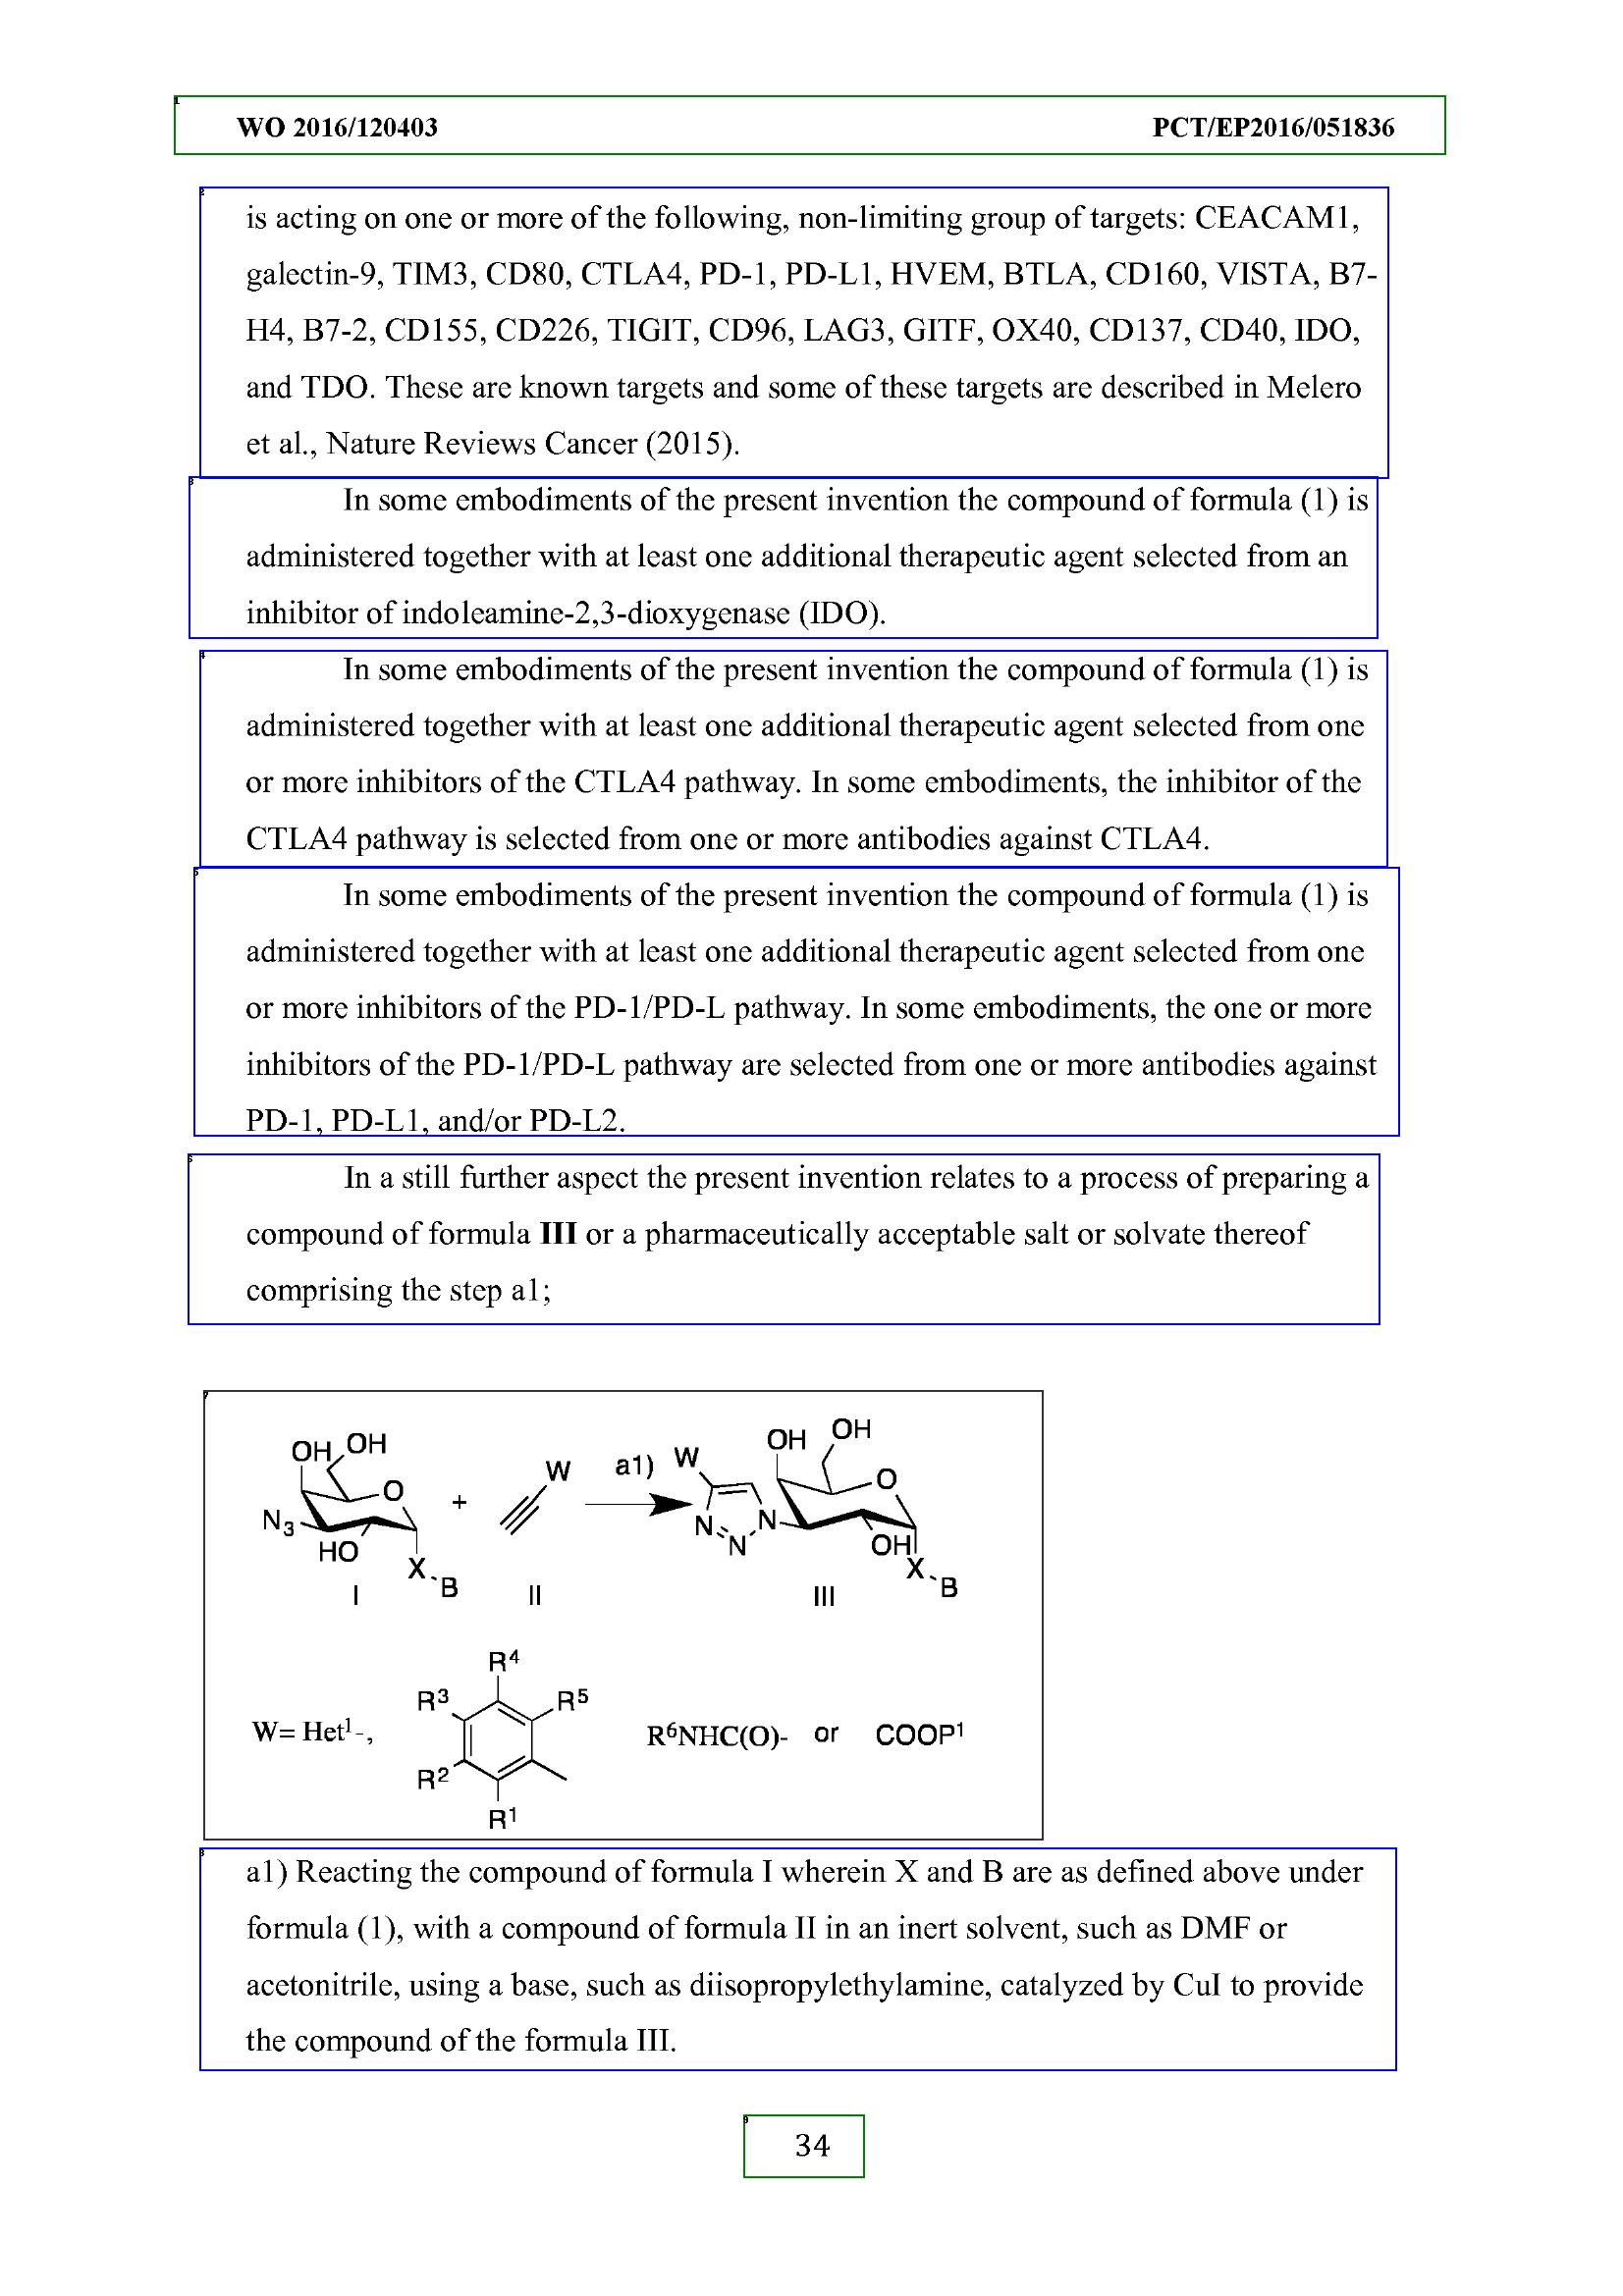 WO 2016/120403 PCT/EP2016/051836
is acting on one or more of the following, non-limiting group of targets: CEACAM1,
galectin-9, TIM3, CD80, CTLA4, PD-1, PD-L1, HVEM, BTLA, CD160, VISTA, B7-
H4, B7-2, CD155, CD226, TIGIT, CD96, LAG3, GITF, OX40, CD137, CD40, IDO,
and TDO. These are known targets and some of these targets are described in Melero
et al., Nature Reviews Cancer (2015).
In some embodiments of the present invention the compound of formula (1) is
administered together with at least one additional therapeutic agent selected from an
inhibitor of indoleamine-2,3-dioxygenase (IDO).
In some embodiments of the present invention the compound of formula (1) is
administered together with at least one additional therapeutic agent selected from one
or more inhibitors of the CTLA4 pathway. In some embodiments, the inhibitor of the
CTLA4 pathway is selected from one or more antibodies against CTLA4.
In some embodiments of the present invention the compound of formula (1) is
administered together with at least one additional therapeutic agent selected from one
or more inhibitors of the PD-1/PD-L pathway. In some embodiments, the one or more
inhibitors of the PD-1/PD-L pathway are selected from one or more antibodies against
PD-1, PD-L1, and/or PD-L2.
In a still further aspect the present invention relates to a process of preparing a
compound of formula III or a pharmaceutically acceptable salt or solvate thereof
comprising the step a1;
OH OH O N3 HO X B I
+
W II
a1)
W OH OH O N N N OH X B III
W= Het1-, R4 R3 R5 R2 R1 R6NHC(O)- or COOP1
a1) Reacting the compound of formula I wherein X and B are as defined above under
formula (1), with a compound of formula II in an inert solvent, such as DMF or
acetonitrile, using a base, such as diisopropylethylamine, catalyzed by CuI to provide
the compound of the formula III.
34